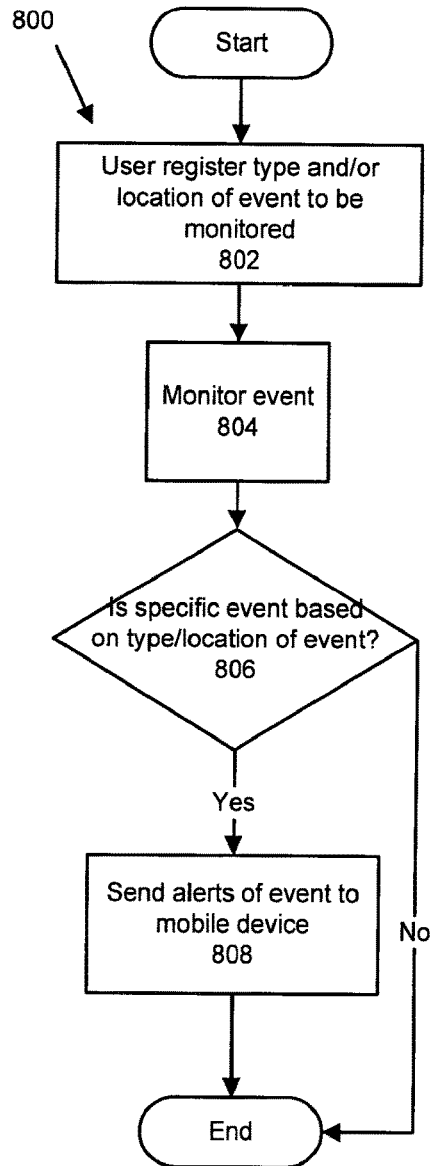 800
Start
User register type and/or
location of event to be
monitored
802
Monitor event
804
Is specific event based
on type/location of event?
806
Yes
Send alerts of event to
mobile device
808
No
End